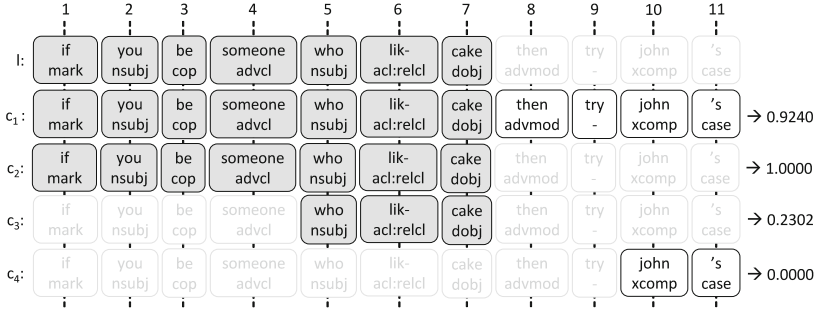 1 2 3 4 5 6 7 8 9 10 11
I: if you be someone who lik- cake then try john 's
mark nsubj cop advcl nsubj acl:relcl dobj advmod - xcomp case
c1: if you be someone who lik- cake then try john 's → 0.9240
mark nsubj cop advcl nsubj acl:relcl dobj advmod - xcomp case
c2: if you be someone who lik- cake then try john 's → 1.0000
mark nsubj cop advcl nsubj acl:relcl dobj advmod - xcomp case
c3: if you be someone who lik- cake then try john 's → 0.2302
mark nsubj cop advcl nsubj acl:relcl dobj advmod - xcomp case
c4: if you be someone who lik- cake then try john 's → 0.0000
mark nsubj cop advcl nsubj acl:relcl dobj advmod - xcomp case